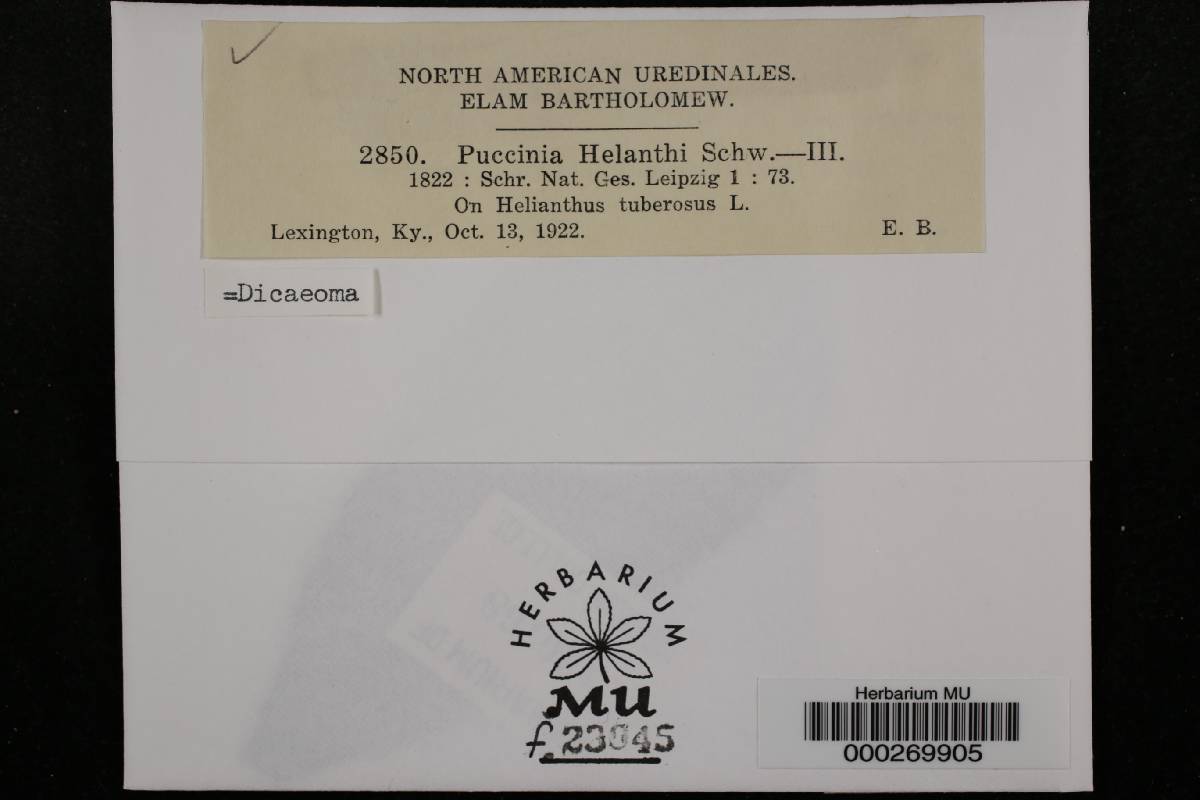 NORTH AMERICAN UREDINALES.
ELAM BARTHOLOMEW.
2850. Puccinia Helanthi Schw.—III.
1822 : Schr. Nat. Ges. Leipzig 1 : 73.
On Helianthus tuberosus L.
Lexington, Ky., Oct. 13, 1922. E. B.
=Dicaeoma
HERBARIUM
MU
f. 23045
Herbarium MU
000269905